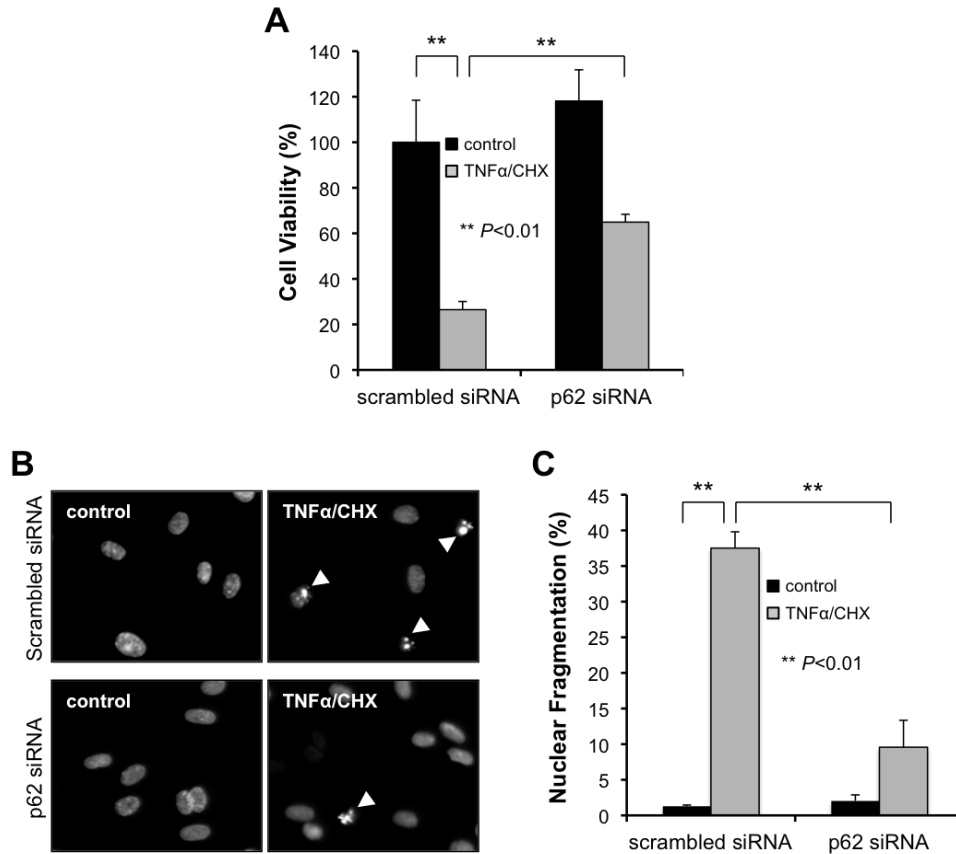 A
** **
140
120
100
80
60
40
20
0
Cell Viability (%)
control
TNFα/CHX
** P<0.01
scrambled siRNA p62 siRNA
B
Scrambled siRNA
control
TNFα/CHX
p62 siRNA
control
TNFα/CHX
C
** **
45
40
35
30
25
20
15
10
5
0
Nuclear Fragmentation (%)
control
TNFα/CHX
** P<0.01
scrambled siRNA p62 siRNA